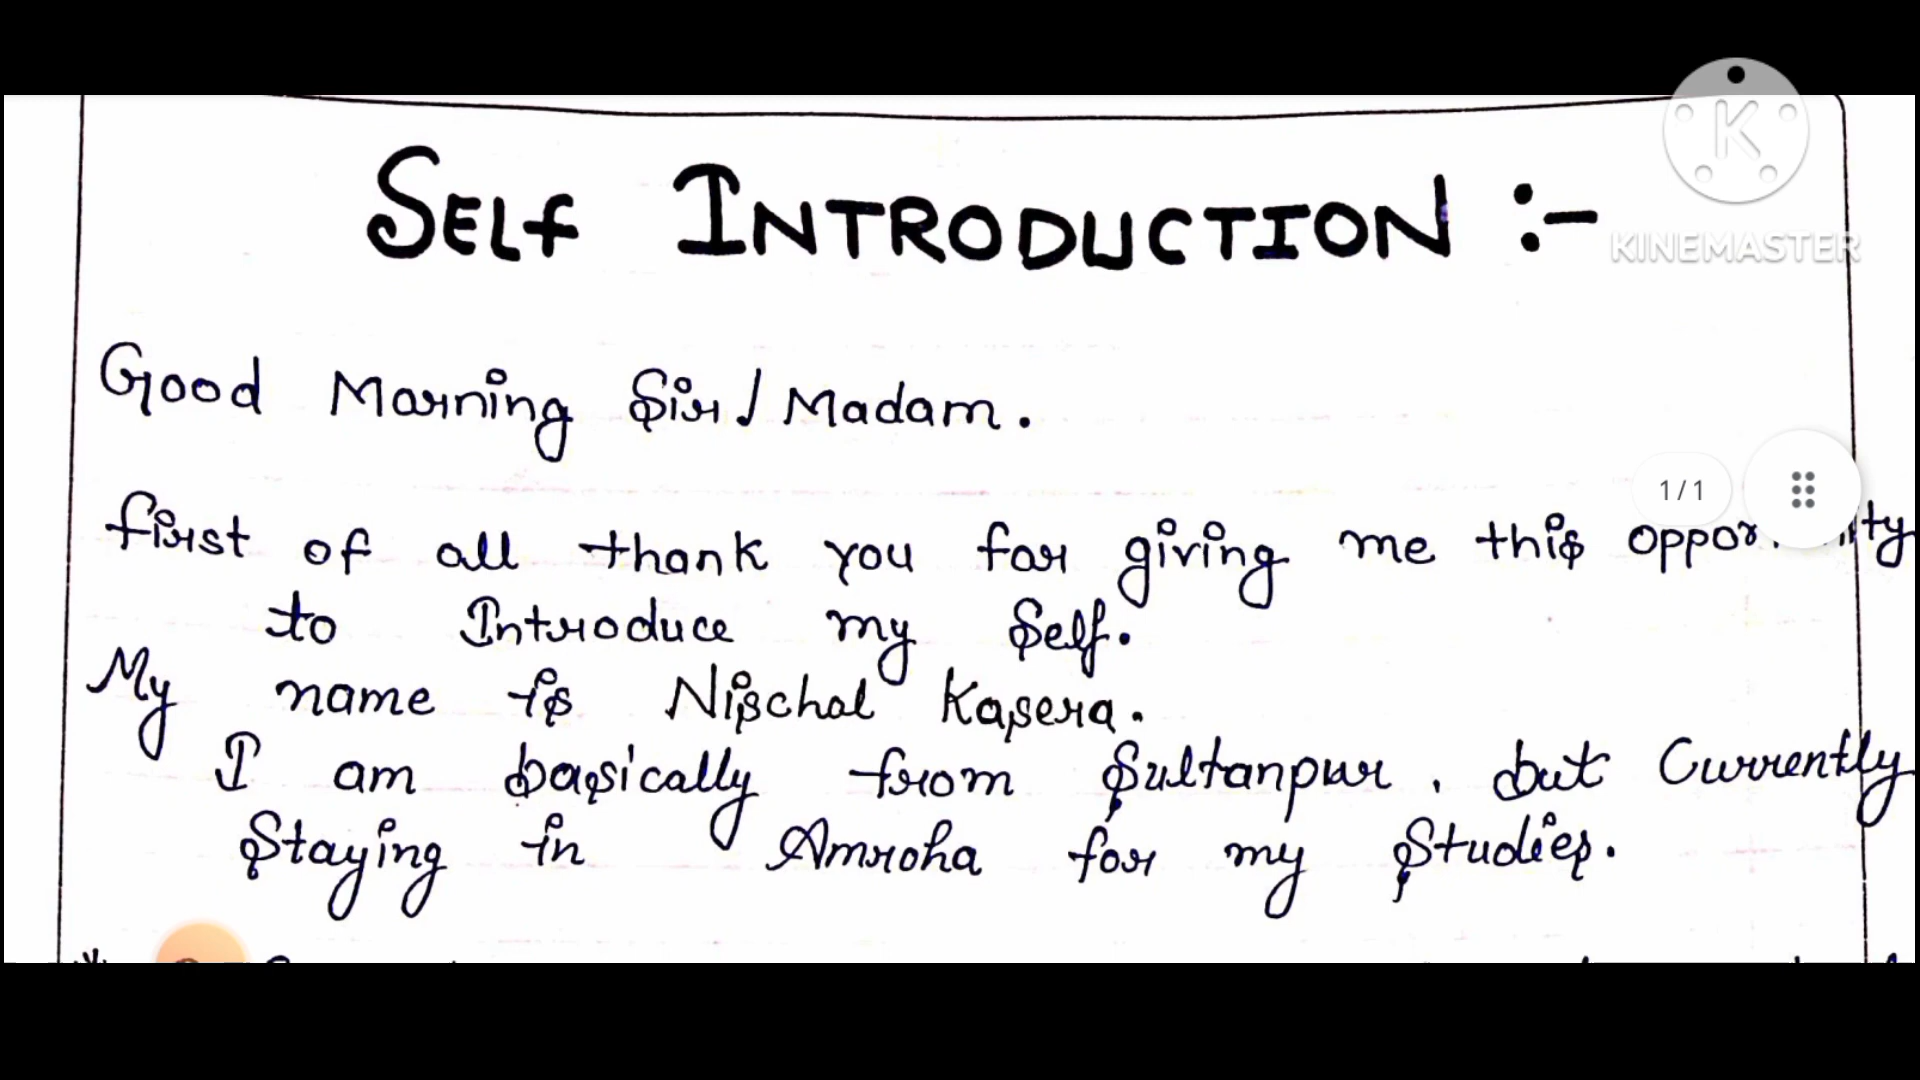 SELF INTRODUCTION :-
KINEMASTER
Good Morning Sir/Madam.
1/1
first of all thank you for giving me this
to Introduce my Self.
My name is Nischal Kasera.
I am basically from Sultanpur. but Currently
Staying in Amroha for my Studies.